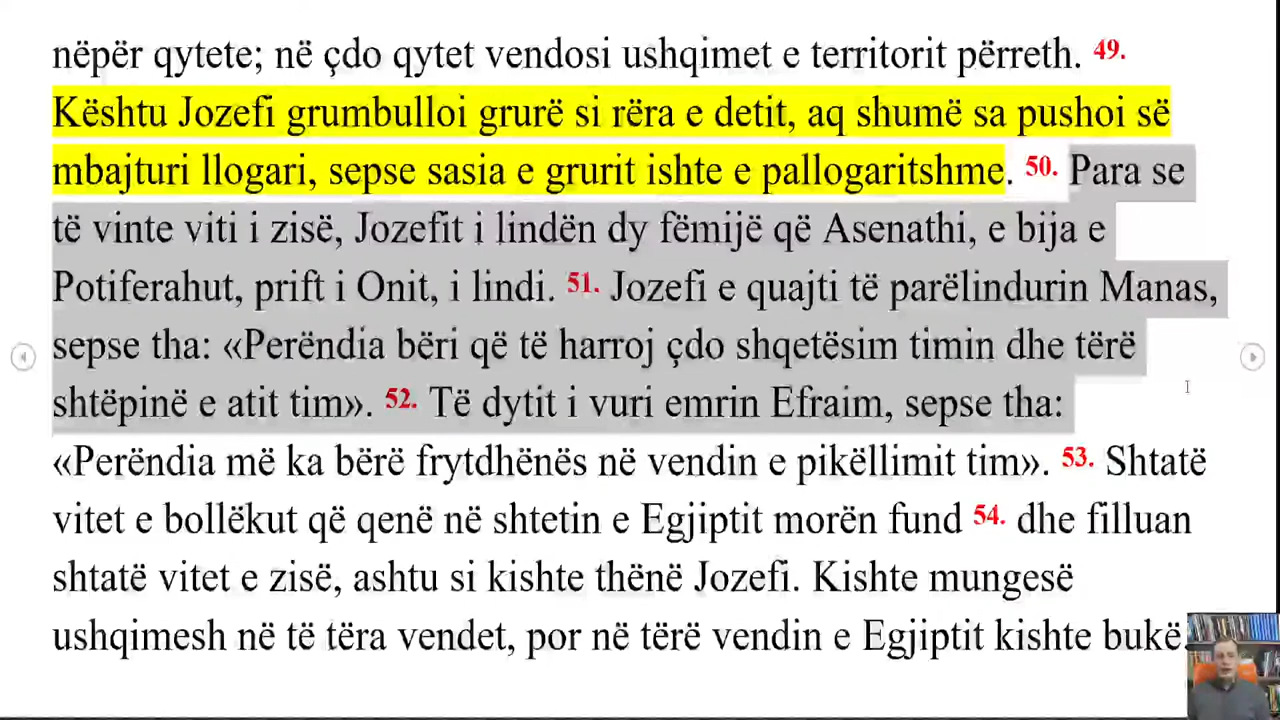 nëpër qytete; në çdo qytet vendosi ushqimet e territorit përreth. 49.
Kështu Jozefi grumbulloi grurë si rëra e detit, aq shumë sa pushoi së
mbajturi llogari, sepse sasia e grurit ishte e pallogaritshme. 50. Para se
të vinte viti i zisë, Jozefit i lindën dy fëmijë që Asenathi, e bija e
Potiferahut, prift i Onit, i lindi. 51. Jozefi e quajti të parëlindurin Manas,
sepse tha: «Perëndia bëri që të harroj çdo shqetësim timin dhe tërë
shtëpinë e atit tim». 52. Të dytit i vuri emrin Efraim, sepse tha:
«Perëndia më ka bërë frytdhënës në vendin e pikëllimit tim». 53. Shtatë
vitet e bollëkut që qenë në shtetin e Egjiptit morën fund 54. dhe filluan
shtatë vitet e zisë, ashtu si kishte thënë Jozefi. Kishte mungesë
ushqimesh në të tëra vendet, por në tërë vendin e Egjiptit kishte bukë.